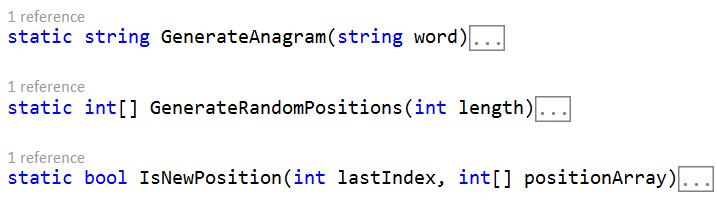 1 reference
static string GenerateAnagram(string word)...
1 reference
static int[] GenerateRandomPositions(int length)...
1 reference
static bool IsNewPosition(int lastIndex, int[] positionArray)...